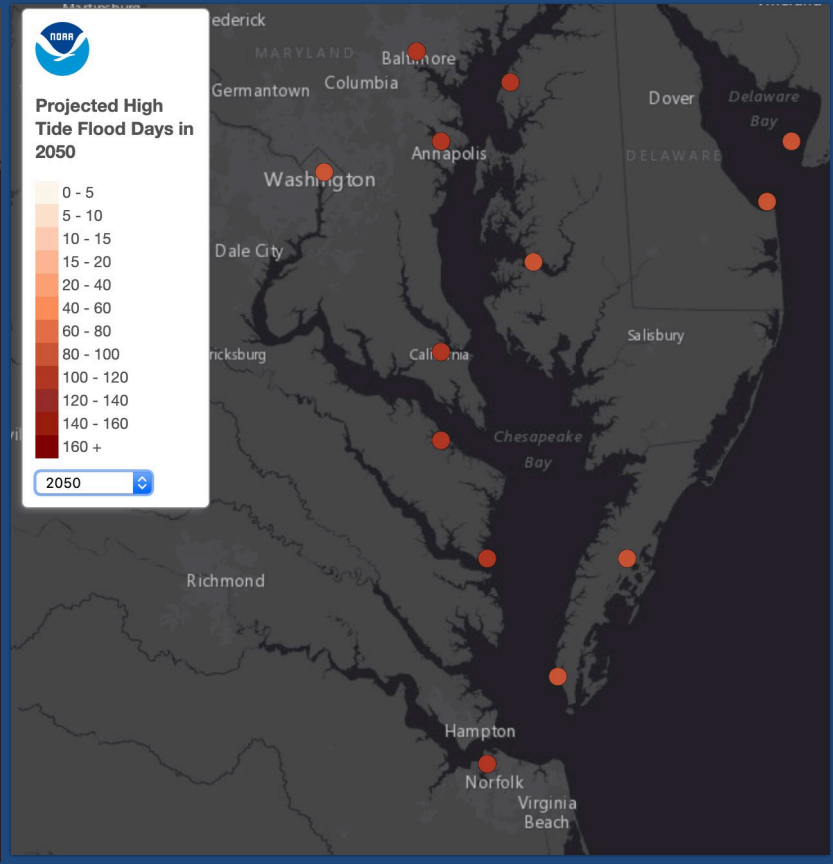 NOAA
Projected High
Tide Flood Days in
2050
0 - 5
5 - 10
10 - 15
15 - 20
20 - 40
40 - 60
60 - 80
80 - 100
100 - 120
120 - 140
140 - 160
160 +
2050
ederick
MARYLAND
Baltimore
Columbia
Germantown
Dover
Delaware
Bay
Annapolis
DELAWARE
Washington
Dale City
Salisbury
ricksburg
California
Chesapeake
Bay
Richmond
Hampton
Norfolk
Virginia
Beach